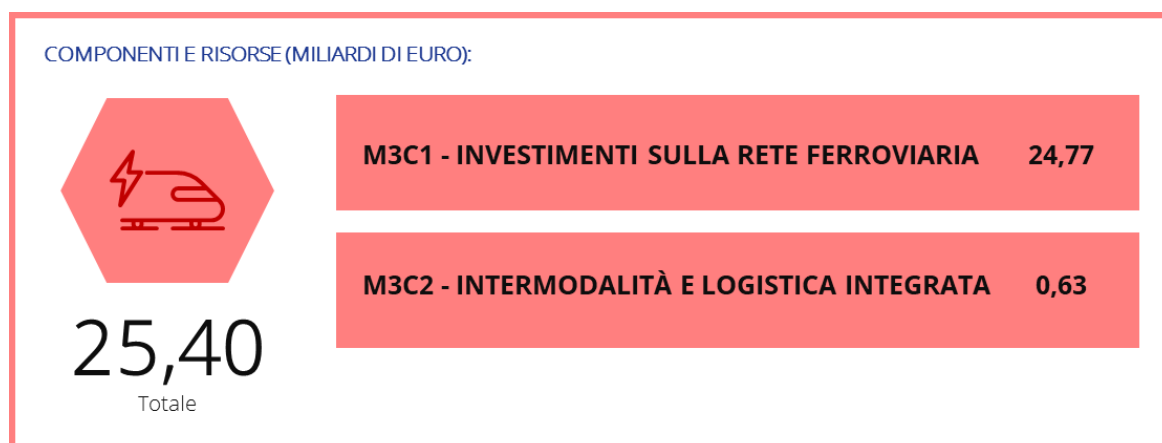 COMPONENTI E RISORSE (MILIARDI DI EURO):
M3C1 - INVESTIMENTI SULLA RETE FERROVIARIA 24,77
M3C2 - INTERMODALITÀ E LOGISTICA INTEGRATA 0,63
25,40
Totale